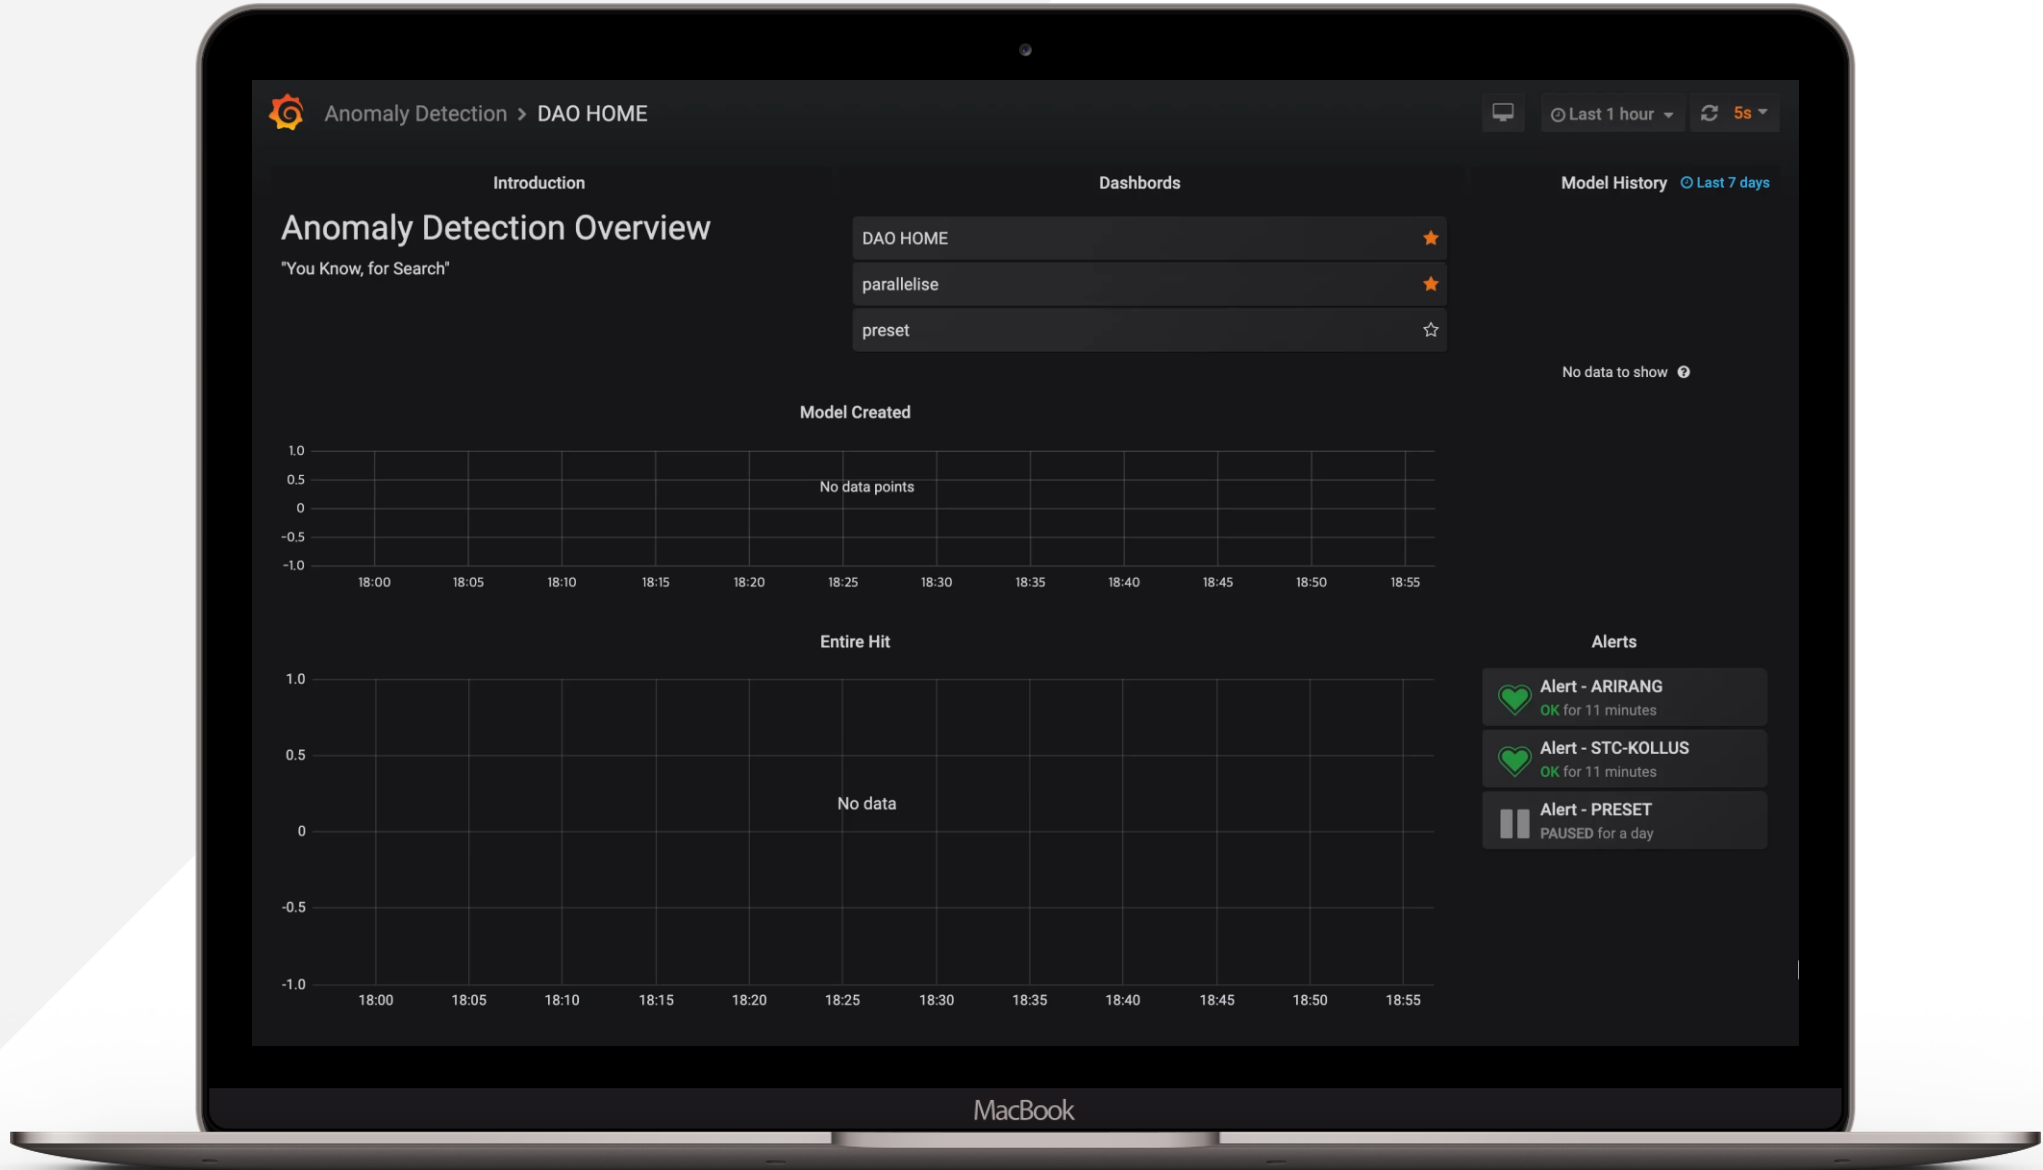 Anomaly Detection > DAO HOME
Last 1 hour
5s
Introduction
Anomaly Detection Overview
"You Know, for Search"
Dashbords
DAO HOME
parallelise
preset
Model History Last 7 days
No data to show
Model Created
1.0
0.5
0
-0.5
-1.0
No data points
18:00 18:05 18:10 18:15 18:20 18:25 18:30 18:35 18:40 18:45 18:50 18:55
Entire Hit
1.0
0.5
0
-0.5
-1.0
No data
18:00 18:05 18:10 18:15 18:20 18:25 18:30 18:35 18:40 18:45 18:50 18:55
Alerts
Alert - ARIRANG
OK for 11 minutes
Alert - STC-KOLLUS
OK for 11 minutes
Alert - PRESET
PAUSED for a day
MacBook